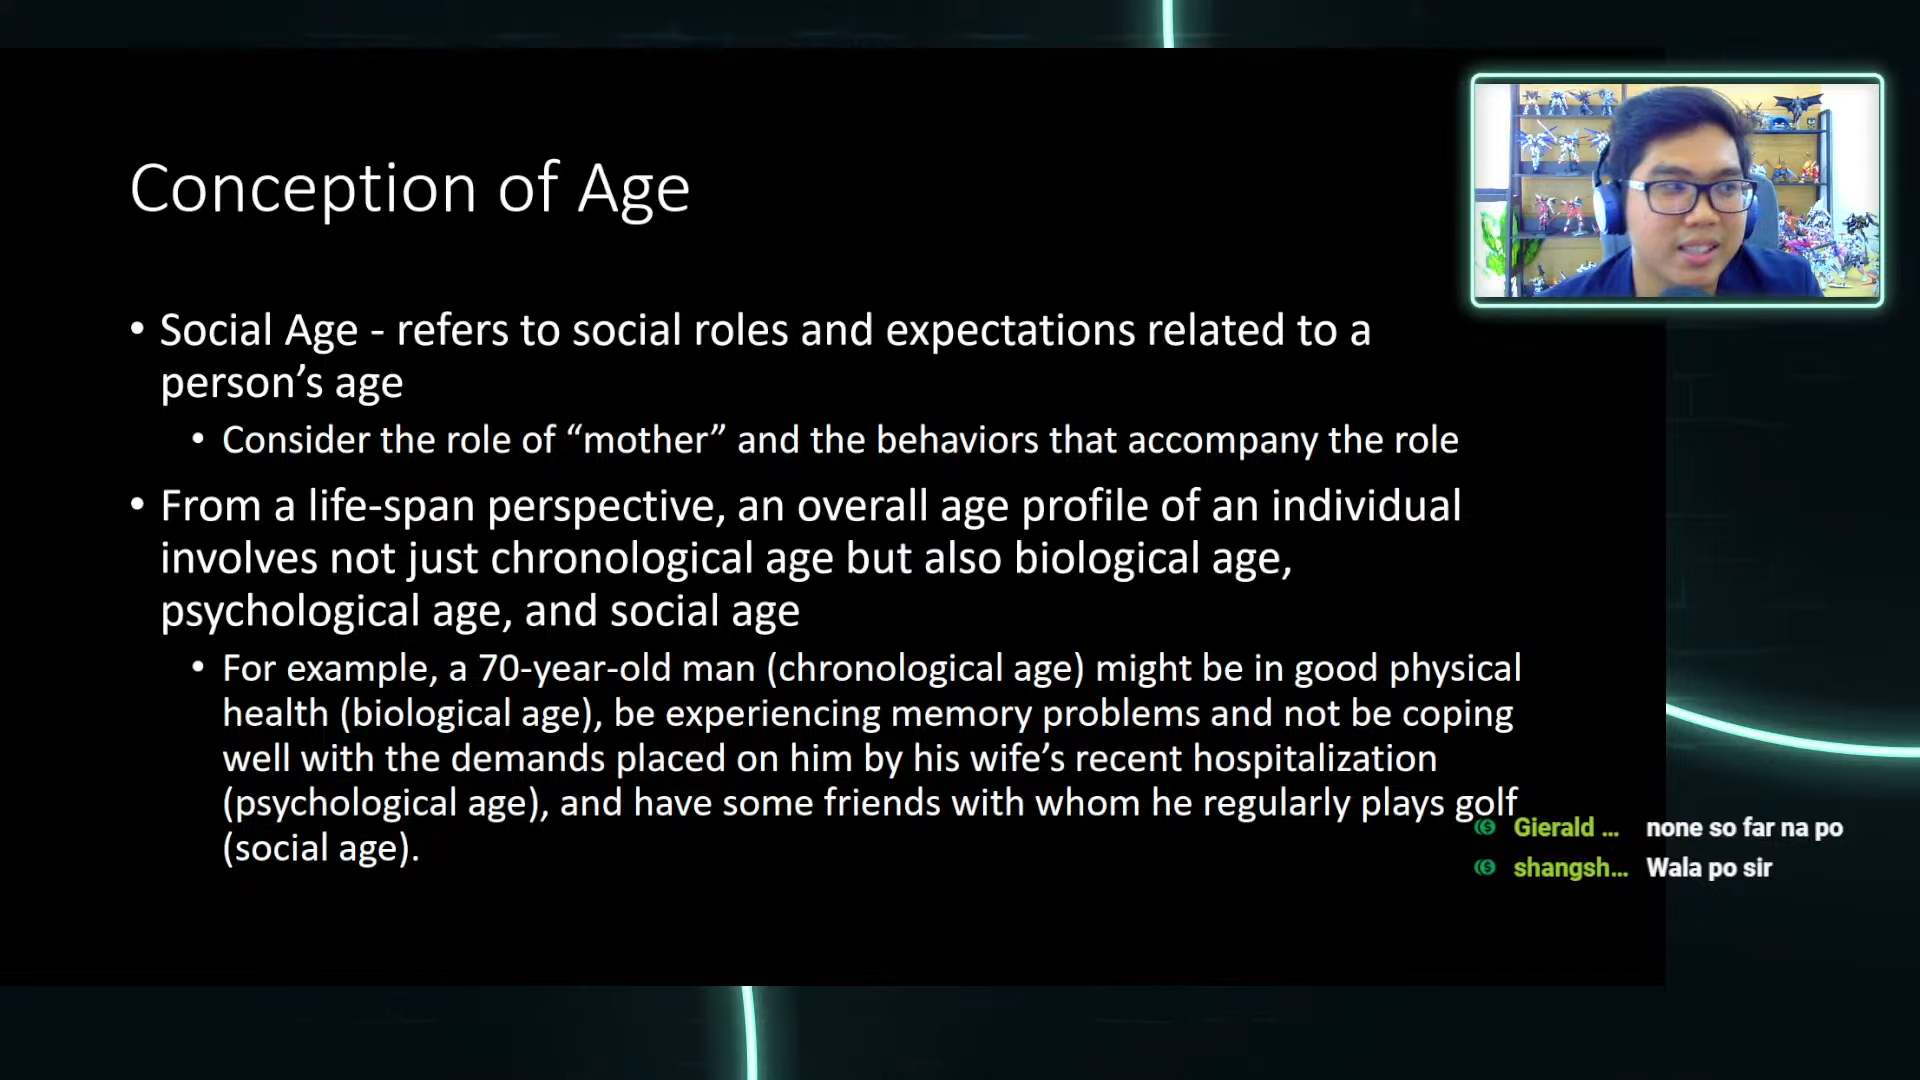 Conception of Age
• Social Age - refers to social roles and expectations related to a
person’s age
• Consider the role of “mother” and the behaviors that accompany the role
• From a life-span perspective, an overall age profile of an individual
involves not just chronological age but also biological age,
psychological age, and social age
• For example, a 70-year-old man (chronological age) might be in good physical
health (biological age), be experiencing memory problems and not be coping
well with the demands placed on him by his wife’s recent hospitalization
(psychological age), and have some friends with whom he regularly plays golf
(social age).
Gierald ... none so far na po
shangsh... Wala po sir